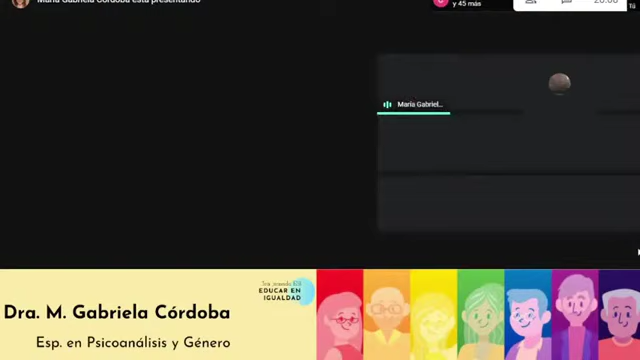 María Gabriela Córdoba está presentando
y 45 más
Tú
María Gabriel...
EDUCAR EN
IGUALDAD
Dra. M. Gabriela Córdoba
Esp. en Psicoanálisis y Género